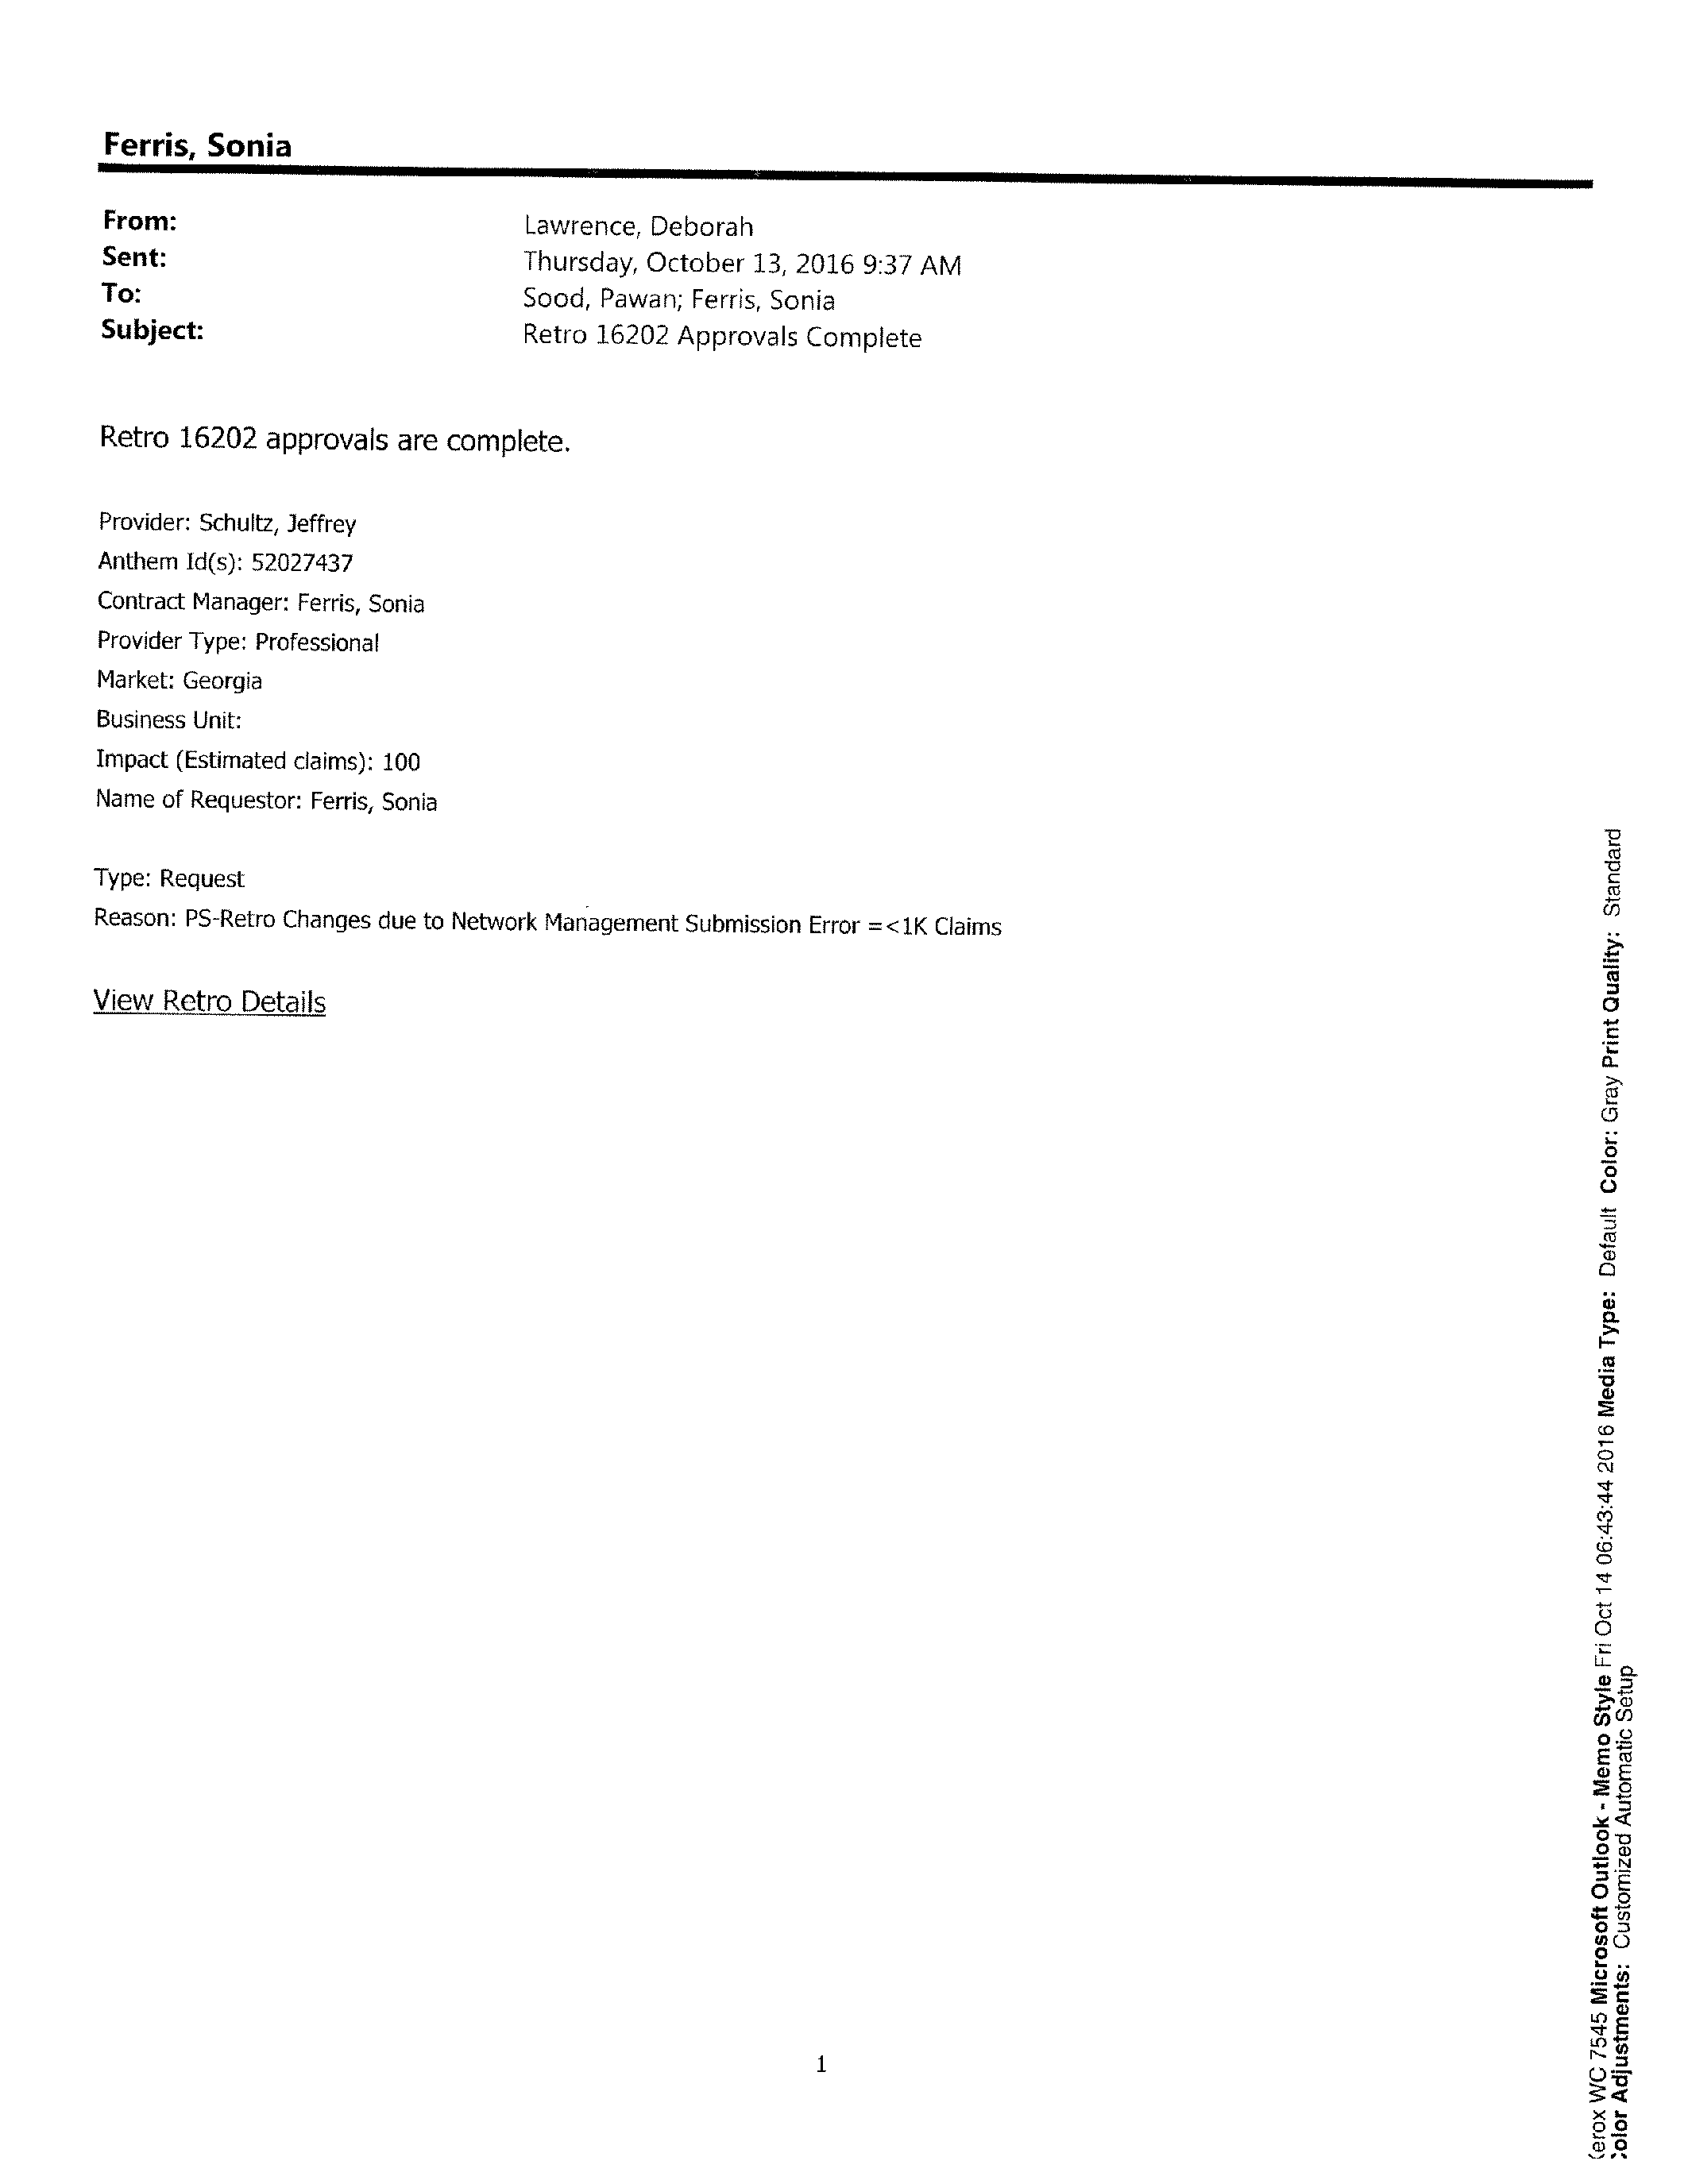 Ferris, Sonia
From: Lawrence, Deborah
Sent: Thursday, October 13, 2016 9:37 AM
To: Sood, Pawan; Ferris, Sonia
Subject: Retro 16202 Approvals Complete
Retro 16202 approvals are complete.
Provider: Schultz, Jeffrey
Anthem Id(s): 52027437
Contract Manager: Ferris, Sonia
Provider Type: Professional
Market: Georgia
Business Unit:
Impact (Estimated claims): 100
Name of Requestor: Ferris, Sonia
Type: Request
Reason: PS-Retro Changes due to Network Management Submission Error =<1K Claims
View Retro Details
1
WC 7545 Microsoft Outlook - Memo Style Fri Oct 14 06:43:44 2016 Media Type: Default Color: Gray Print Quality: Standard
Adjustments: Customized Automatic Setup